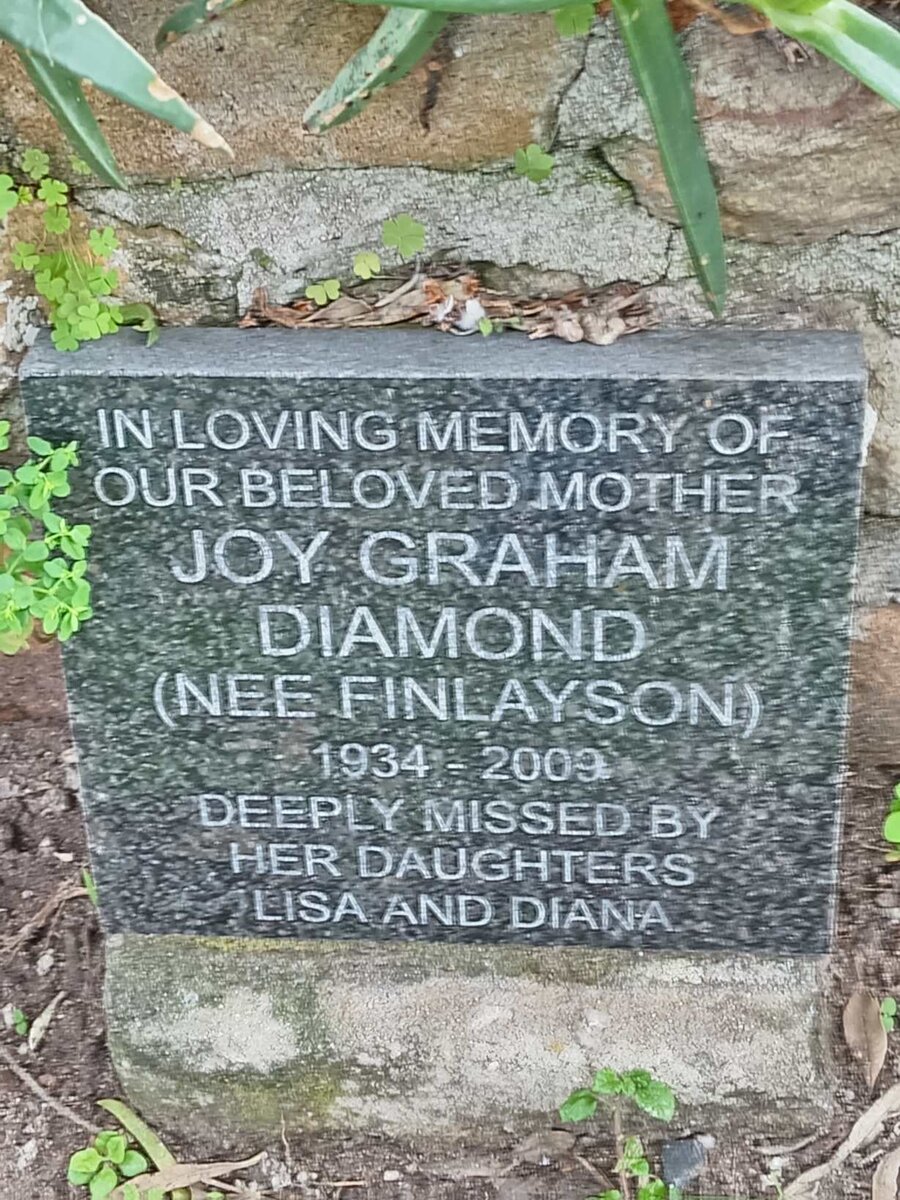 IN LOVING MEMORY OF
OUR BELOVED MOTHER
JOY GRAHAM
DIAMOND
(NEE FINLAYSON)
1934 - 2009
DEEPLY MISSED BY
HER DAUGHTERS
LISA AND DIANA